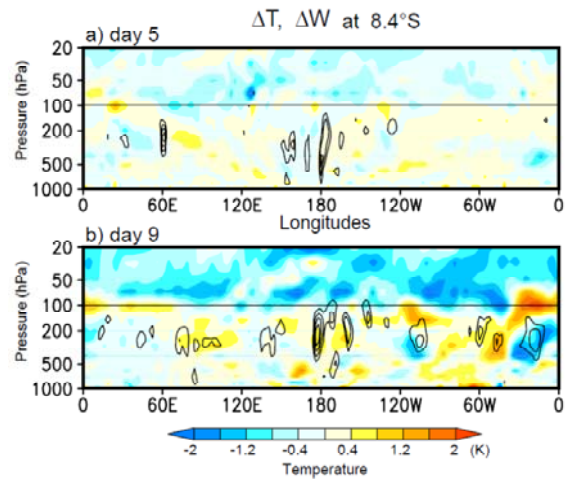 ΔT, ΔW at 8.4°S
a) day 5
Pressure (hPa)
20
50
100
200
500
1000
0 60E 120E 180 120W 60W 0
Longitudes
b) day 9
Pressure (hPa)
20
50
100
200
500
1000
0 60E 120E 180 120W 60W 0
-2 -1.2 -0.4 0.4 1.2 2 (K)
Temperature